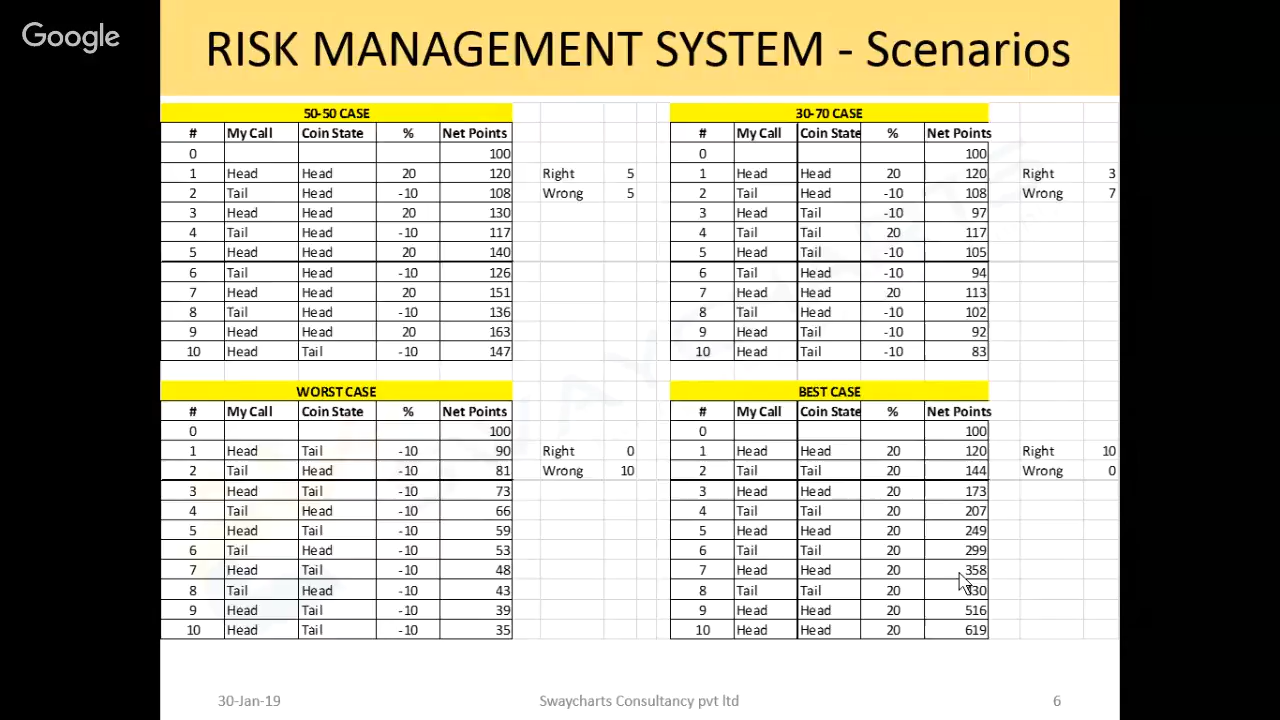 Google
RISK MANAGEMENT SYSTEM - Scenarios
50-50 CASE
# My Call Coin State % Net Points
0 100
1 Head Head 20 120 Right 5
2 Tail Head -10 108 Wrong 5
3 Head Head 20 130
4 Tail Head -10 117
5 Head Head 20 140
6 Tail Head -10 126
7 Head Head 20 151
8 Tail Head -10 136
9 Head Head 20 163
10 Head Tail -10 147
30-70 CASE
# My Call Coin State % Net Points
0 100
1 Head Head 20 120 Right 3
2 Tail Head -10 108 Wrong 7
3 Head Tail -10 97
4 Tail Tail 20 117
5 Head Tail -10 105
6 Tail Head -10 94
7 Head Head 20 113
8 Tail Head -10 102
9 Head Tail -10 92
10 Head Tail -10 83
WORST CASE
# My Call Coin State % Net Points
0 100
1 Head Tail -10 90 Right 0
2 Tail Head -10 81 Wrong 10
3 Head Tail -10 73
4 Tail Head -10 66
5 Head Tail -10 59
6 Tail Head -10 53
7 Head Tail -10 48
8 Tail Head -10 43
9 Head Tail -10 39
10 Head Tail -10 35
BEST CASE
# My Call Coin State % Net Points
0 100
1 Head Head 20 120 Right 10
2 Tail Tail 20 144 Wrong 0
3 Head Head 20 173
4 Tail Tail 20 207
5 Head Head 20 249
6 Tail Tail 20 299
7 Head Head 20 358
8 Tail Tail 20
9 Head Head 20 516
10 Head Head 20 619
30-Jan-19 Swaycharts Consultancy pvt ltd 6